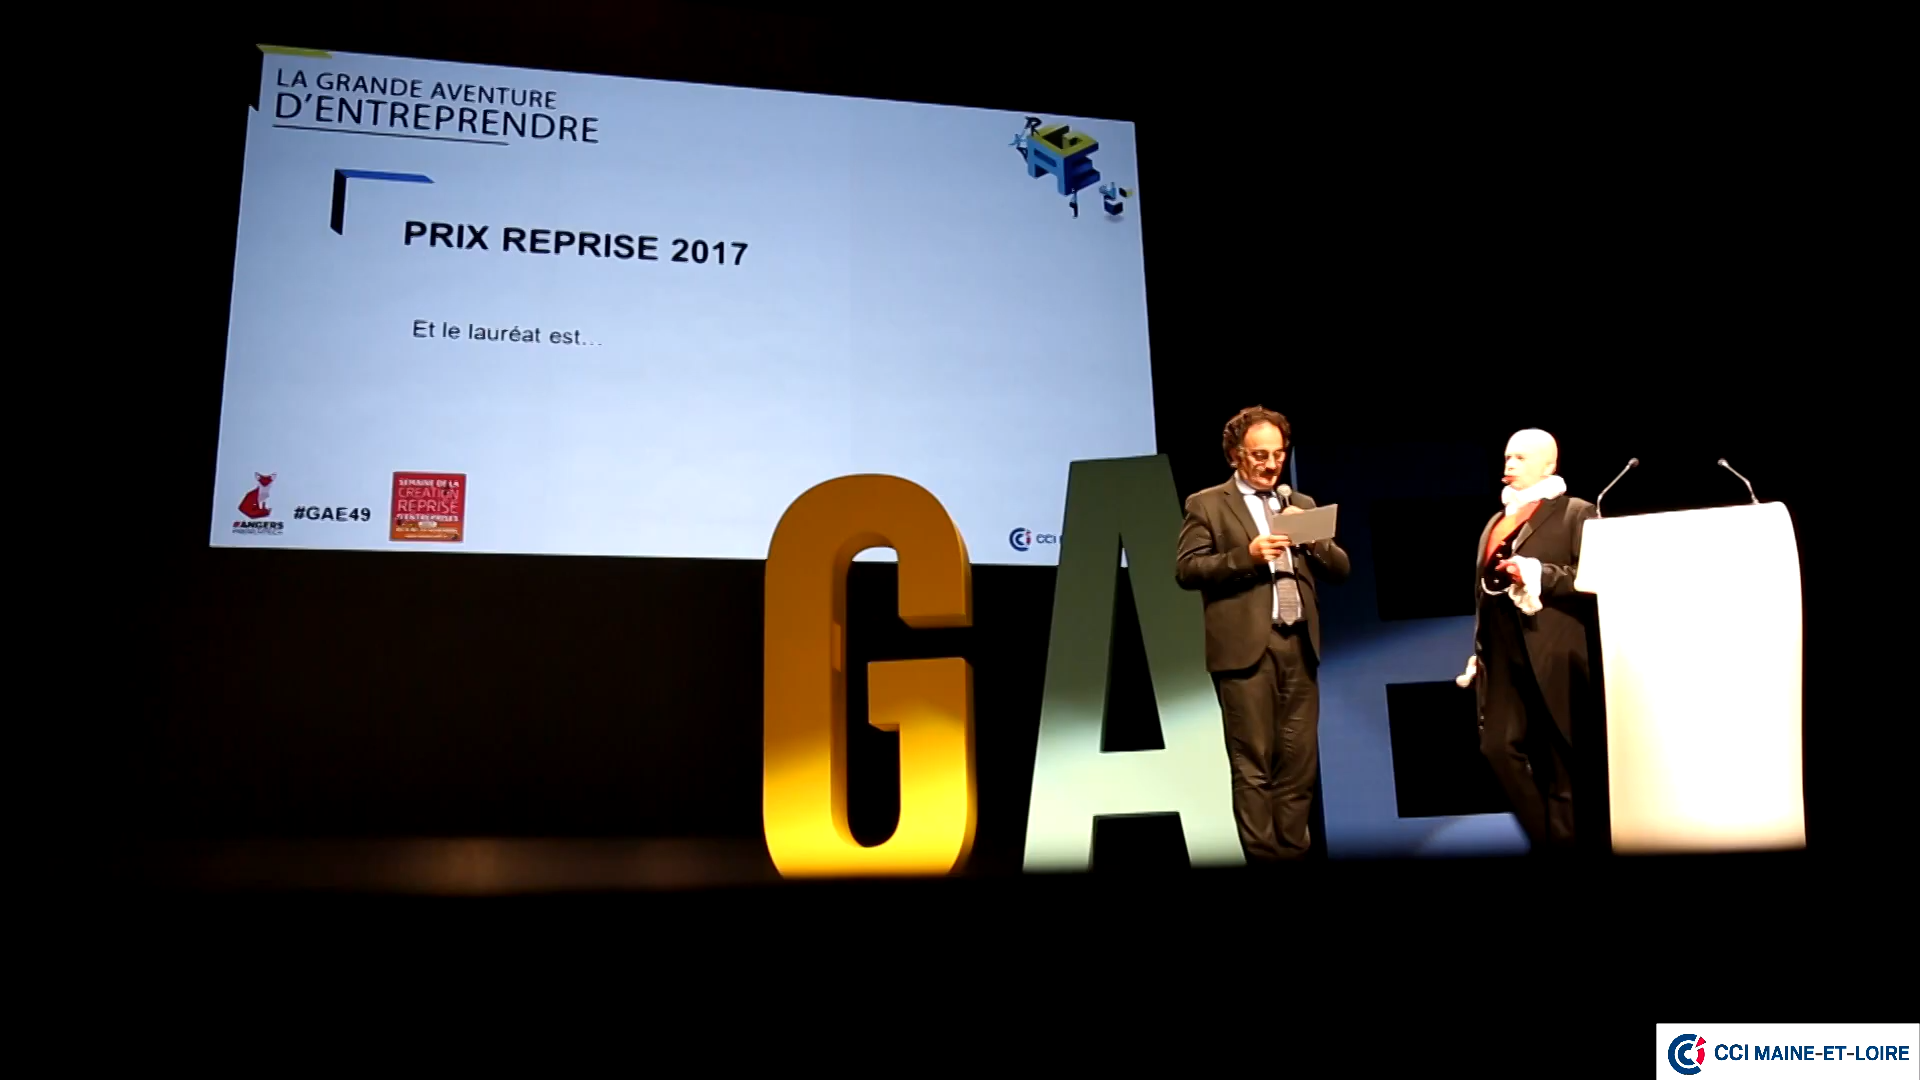 LA GRANDE AVENTURE
D'ENTREPRENDRE
PRIX REPRISE 2017
Et le lauréat est...
#ANGERS
#GAE49
SEMAINE DE LA
CRÉATION
REPRISE
D'ENTREPRISES
CCI
GAE
CCI MAINE-ET-LOIRE